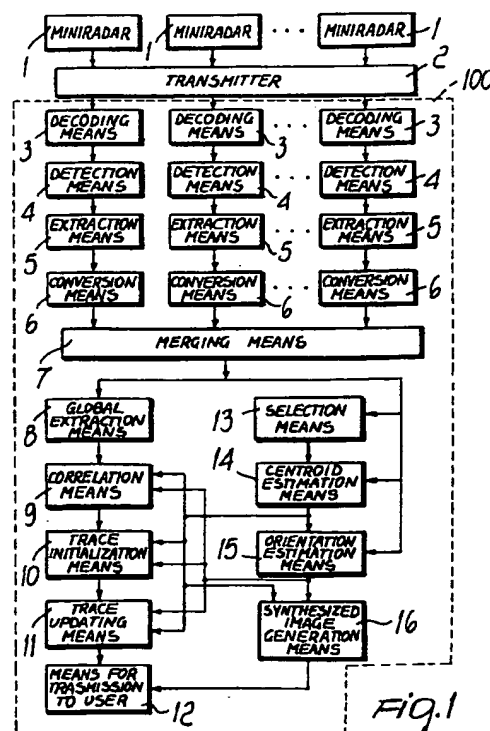 MINIRADAR MINIRADAR . . . MINIRADAR
1 1 1
TRANSMITTER
2
100
DECODING MEANS
3
DECODING MEANS
3
. . .
DECODING MEANS
3
DETECTION MEANS
4
DETECTION MEANS
4
. . .
DETECTION MEANS
4
EXTRACTION MEANS
5
EXTRACTION MEANS
5
. . .
EXTRACTION MEANS
5
CONVERSION MEANS
6
CONVERSION MEANS
6
. . .
CONVERSION MEANS
6
MERGING MEANS
7
GLOBAL EXTRACTION MEANS
8
SELECTION MEANS
13
CORRELATION MEANS
9
CENTROID ESTIMATION MEANS
14
TRACE INITIALIZATION MEANS
10
ORIENTATION ESTIMATION MEANS
15
TRACE UPDATING MEANS
11
SYNTHESIZED IMAGE GENERATION MEANS
16
MEANS FOR TRASMISSION TO USER
12
Fig.1